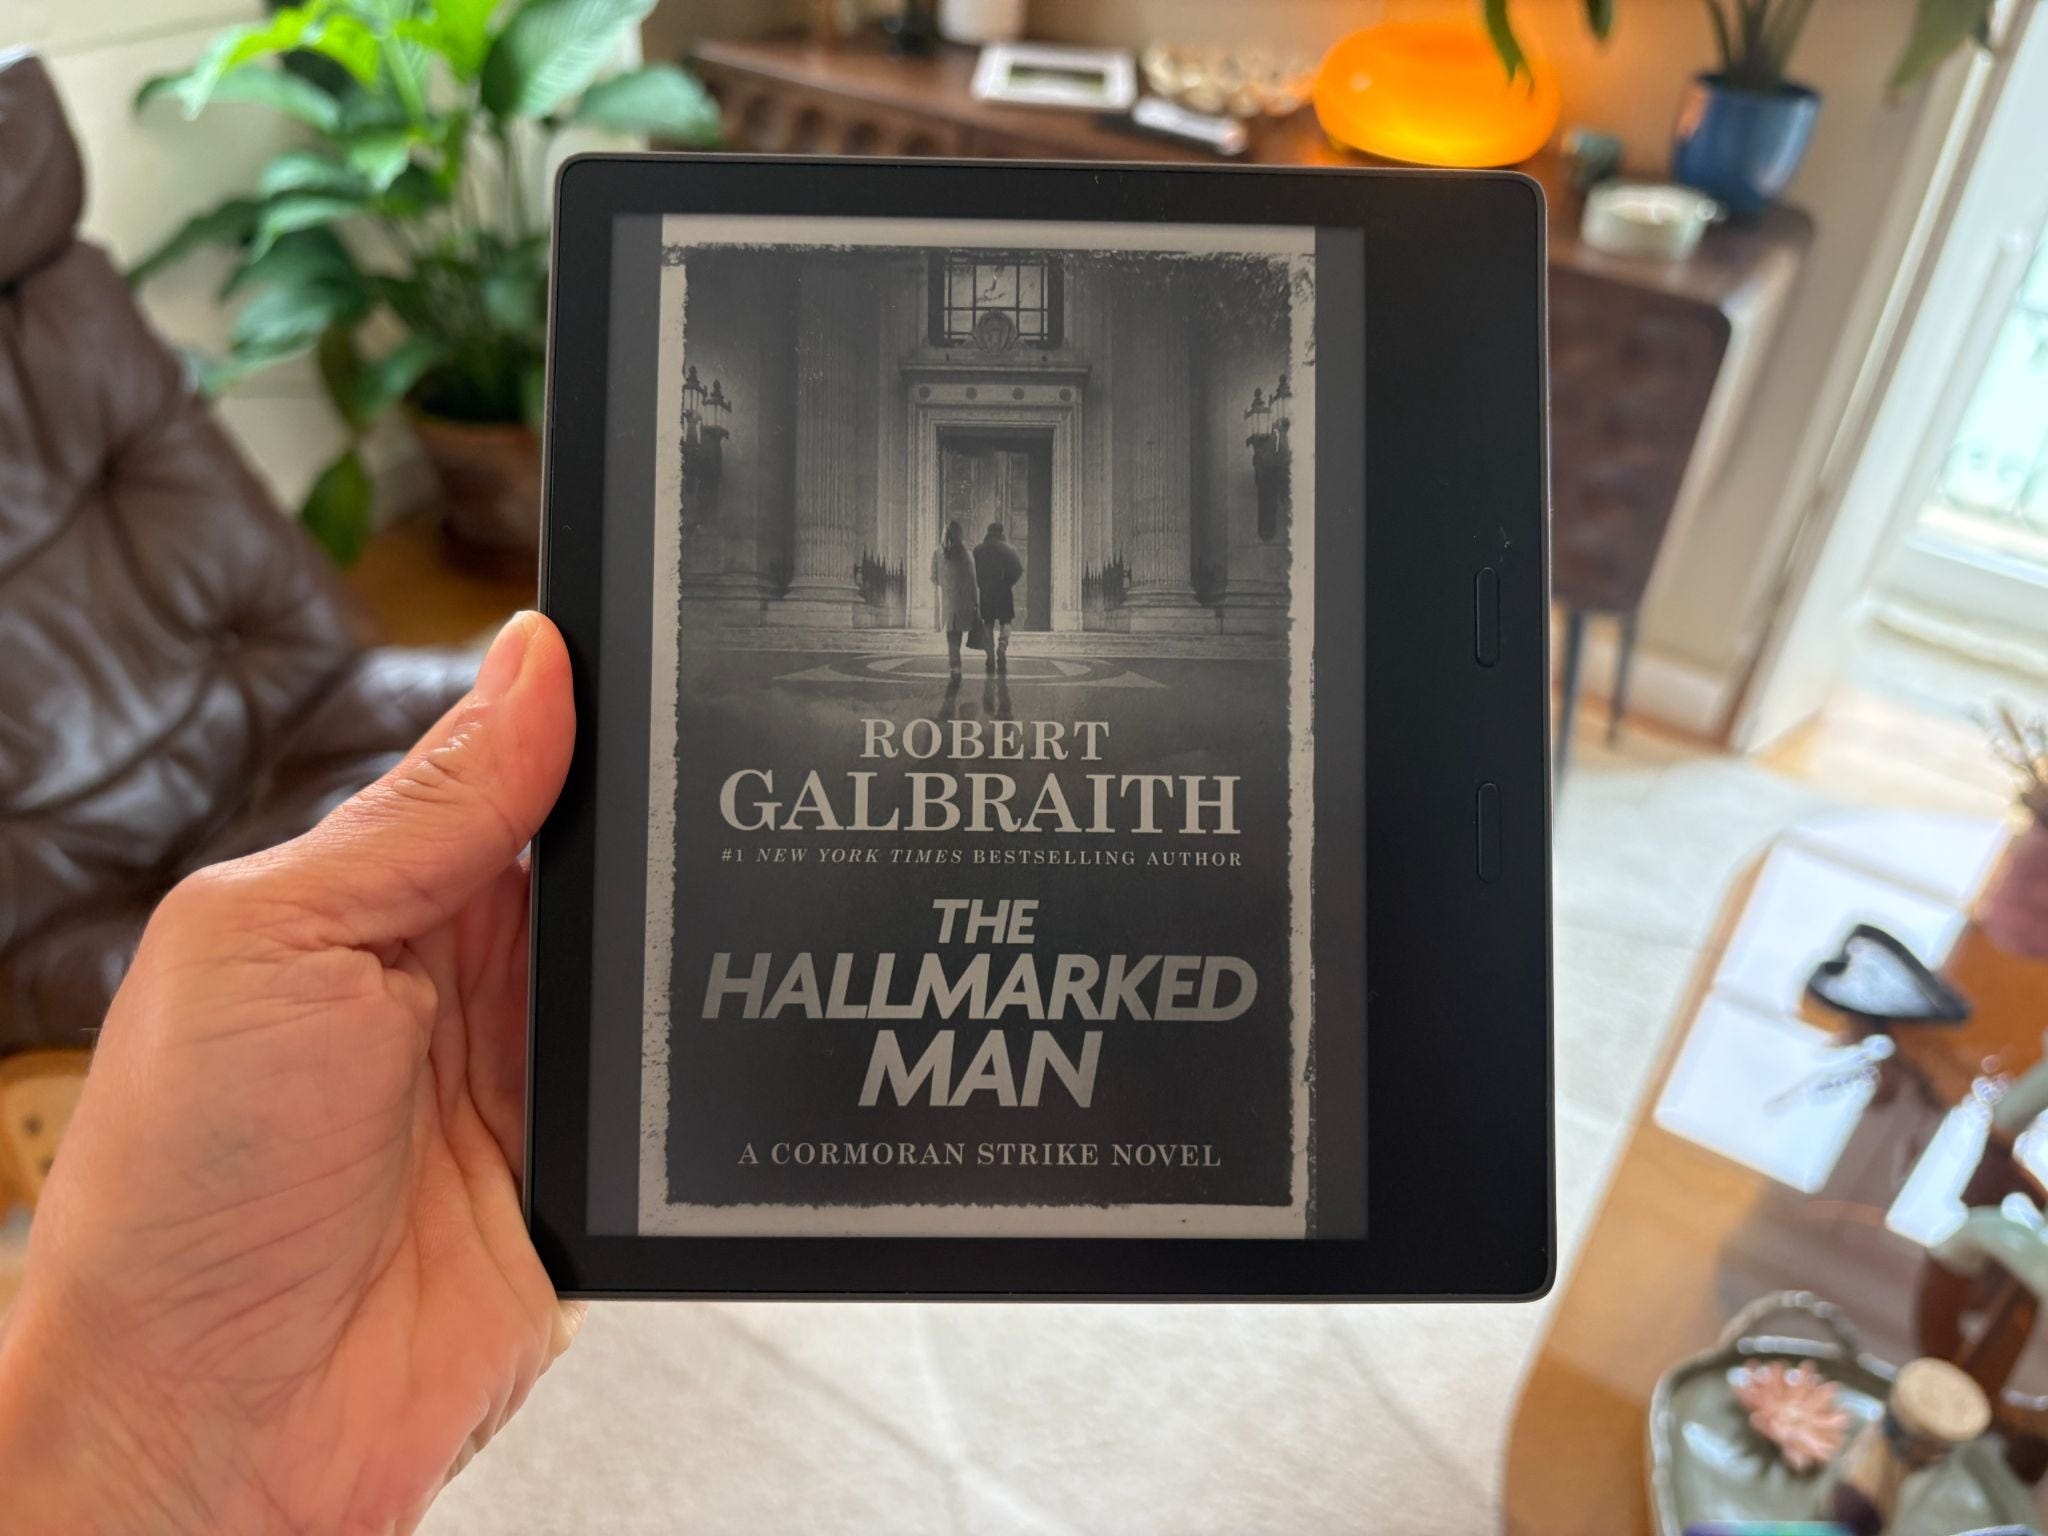 ROBERT
GALBRAITH
#1 NEW YORK TIMES BESTSELLING AUTHOR
THE
HALLMARKED
MAN
A CORMORAN STRIKE NOVEL